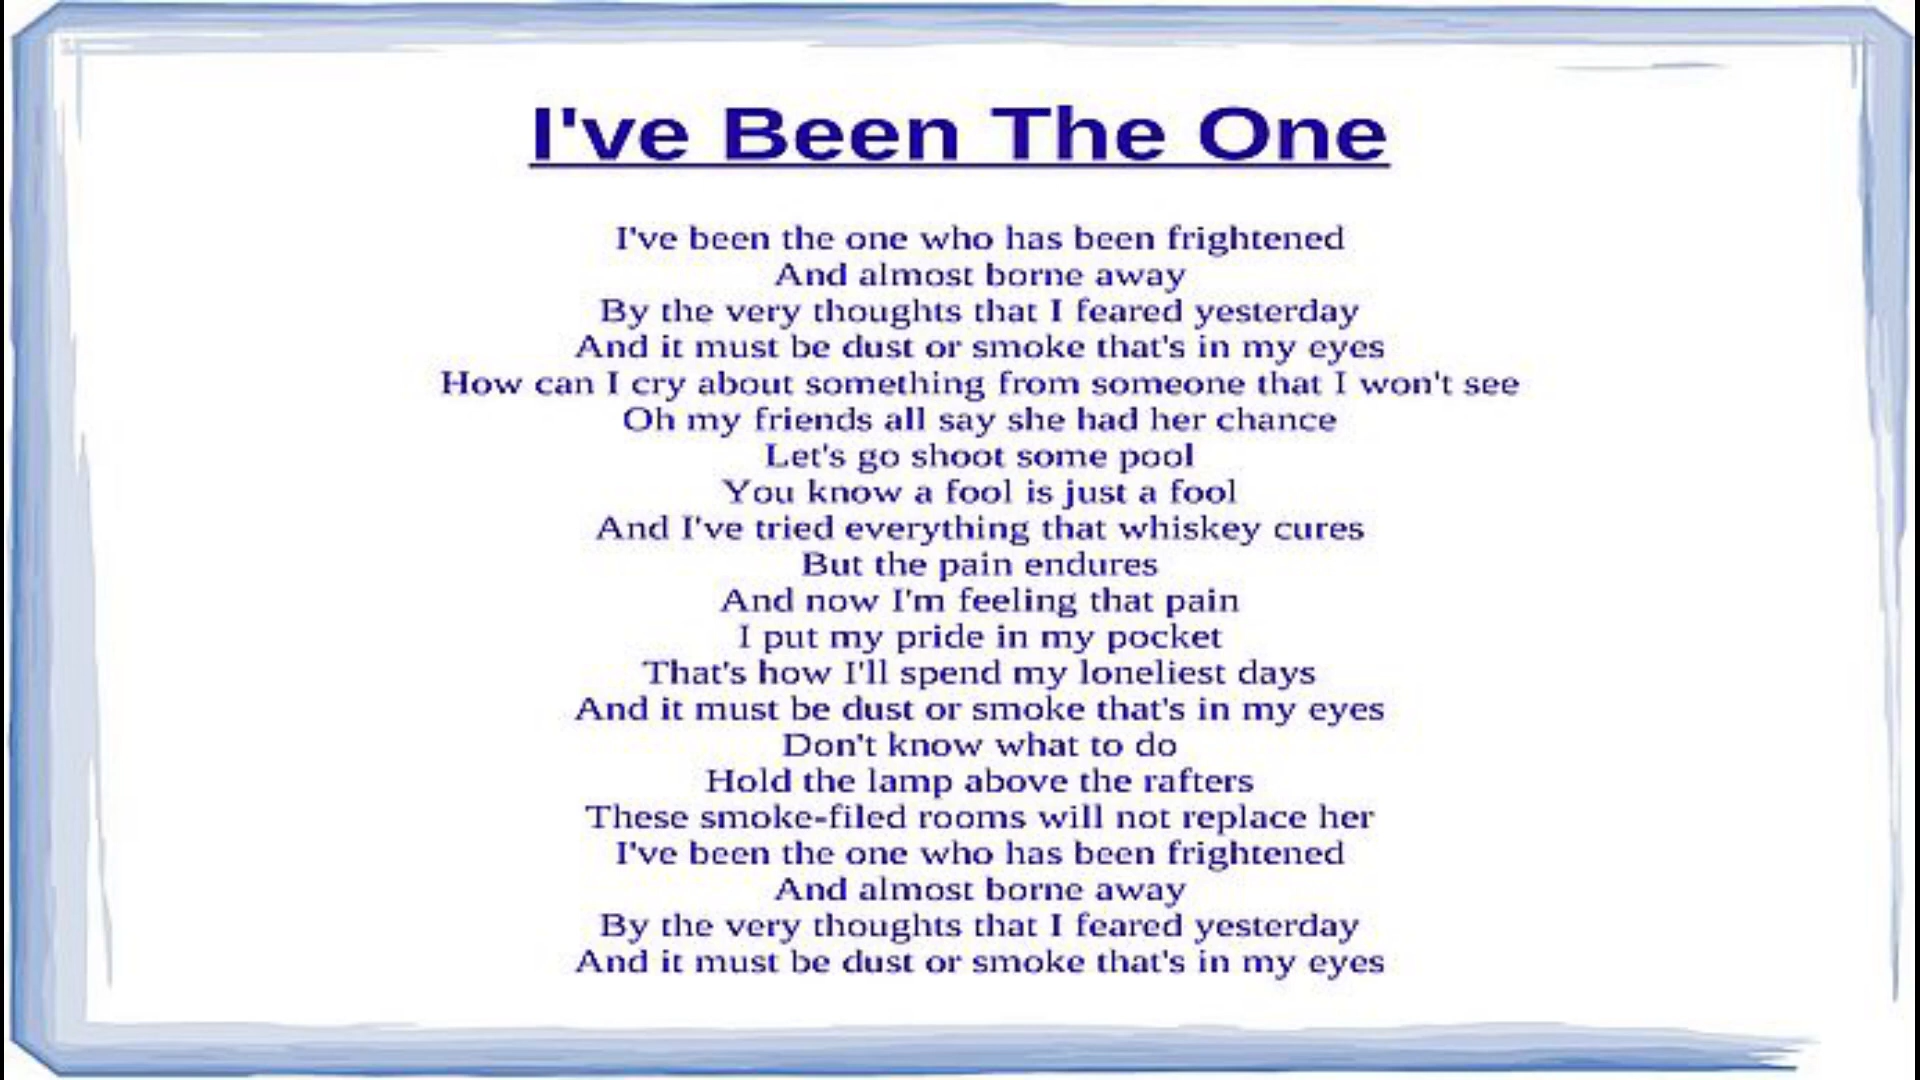 I've Been The One
I've been the one who has been frightened
And almost borne away
By the very thoughts that I feared yesterday
And it must be dust or smoke that's in my eyes
How can I cry about something from someone that I won't see
Oh my friends all say she had her chance
Let's go shoot some pool
You know a fool is just a fool
And I've tried everything that whiskey cures
But the pain endures
And now I'm feeling that pain
I put my pride in my pocket
That's how I'll spend my loneliest days
And it must be dust or smoke that's in my eyes
Don't know what to do
Hold the lamp above the rafters
These smoke-filed rooms will not replace her
I've been the one who has been frightened
And almost borne away
By the very thoughts that I feared yesterday
And it must be dust or smoke that's in my eyes